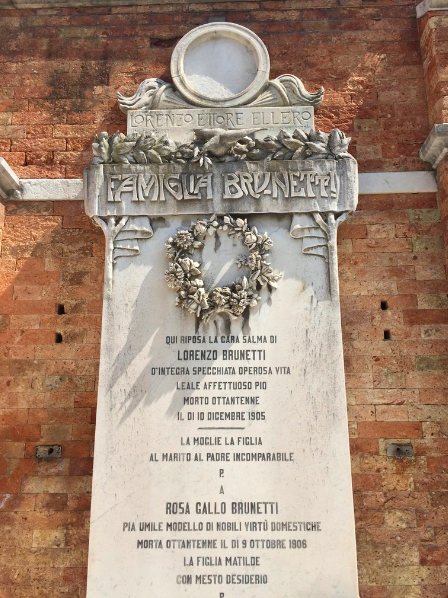 LORENZO ETTORE ELLERO
FAMIGLIA BRUNETTI
QUI RIPOSA LA CARA SALMA DI
LORENZO BRUNETTI
D'INTEGRA SPECCHIATA OPEROSA VITA
LEALE AFFETTUOSO PIO
MORTO OTTANTENNE
IL DI 10 DICEMBRE 1905
LA MOGLIE LA FIGLIA
AL MARITO AL PADRE INCOMPARABILE
P.
A
ROSA GALLO BRUNETTI
PIA UMILE MODELLO DI NOBILI VIRTÙ DOMESTICHE
MORTA OTTANTENNE IL DI 9 OTTOBRE 1906
LA FIGLIA MATILDE
CON MESTO DESIDERIO
P.